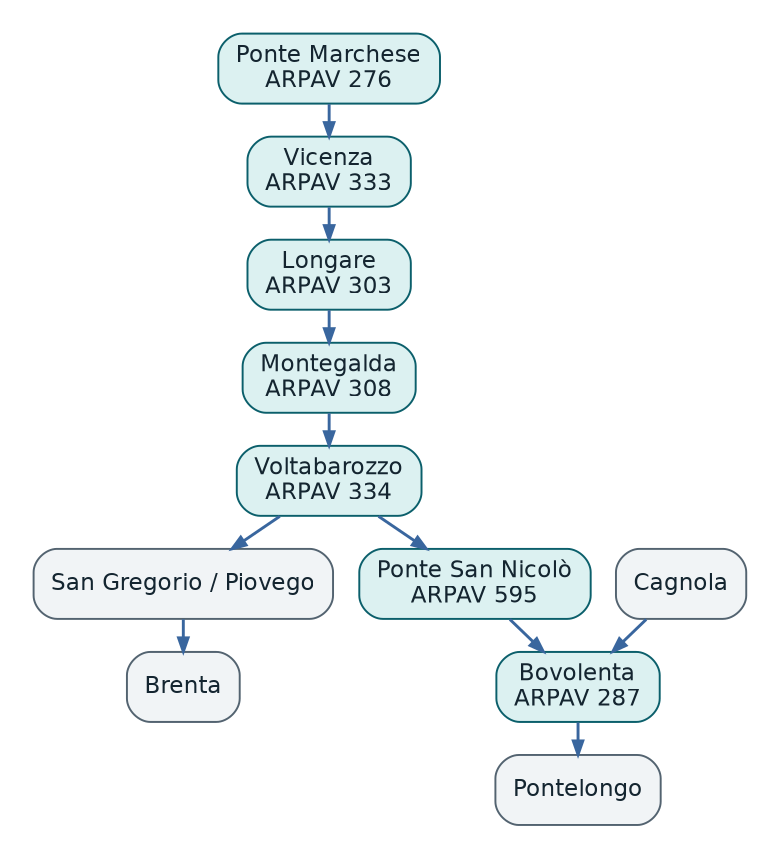 Ponte Marchese
ARPAV 276
Vicenza
ARPAV 333
Longare
ARPAV 303
Montegalda
ARPAV 308
Voltabarozzo
ARPAV 334
San Gregorio / Piovego
Ponte San Nicolò
ARPAV 595
Cagnola
Brenta
Bovolenta
ARPAV 287
Pontelongo